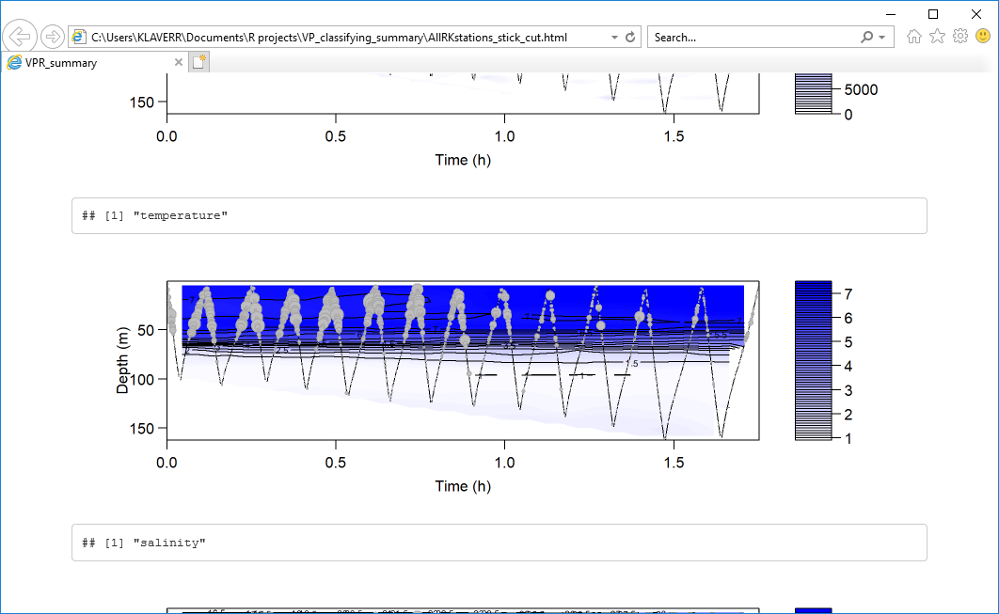 C:\Users\KLAVERR\Documents\R projects\VP_classifying_summary\AllRKstations_stick_cut.html
Search...
VPR_summary
150
5000
0
0.0 0.5 1.0 1.5
Time (h)
## [1] "temperature"
7
6
5
4
3
2
1
50
100
150
Depth (m)
2.5
1.5
0.0 0.5 1.0 1.5
Time (h)
## [1] "salinity"